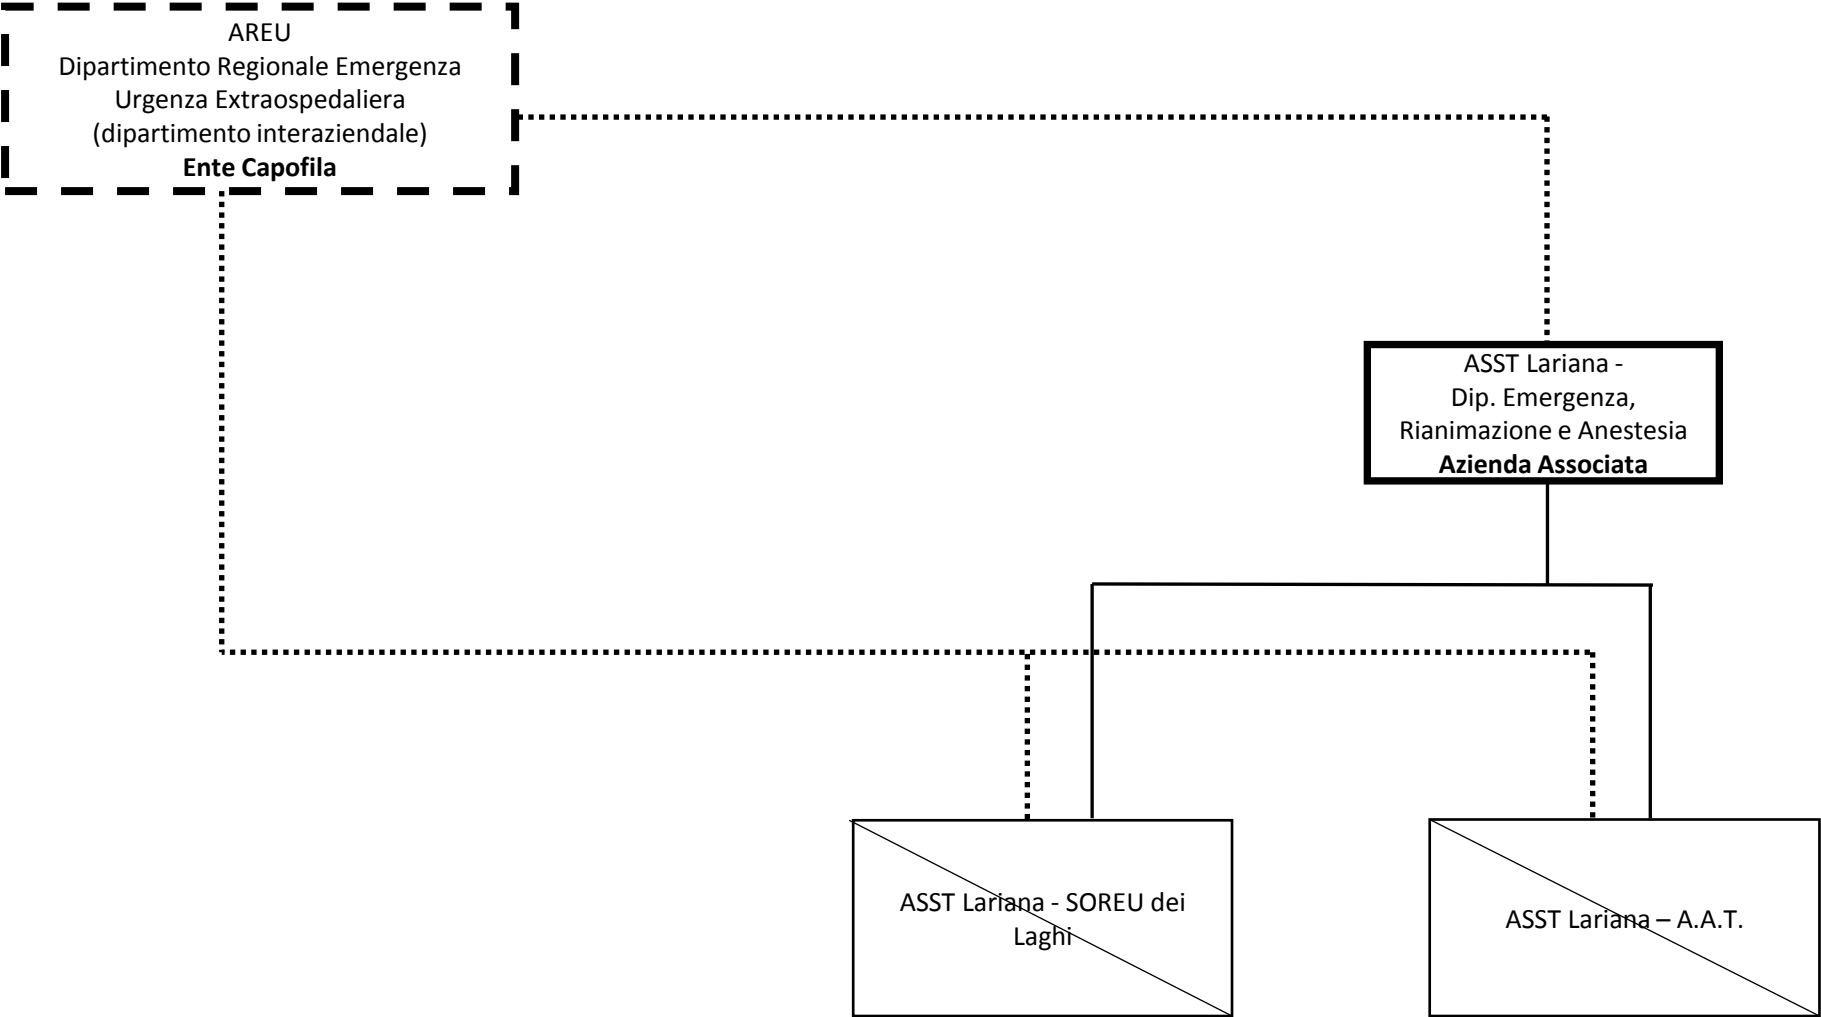 AREU
Dipartimento Regionale Emergenza
Urgenza Extraospedaliera
(dipartimento interaziendale)
Ente Capofila
ASST Lariana -
Dip. Emergenza,
Rianimazione e Anestesia
Azienda Associata
ASST Lariana - SOREU dei
Laghi
ASST Lariana – A.A.T.